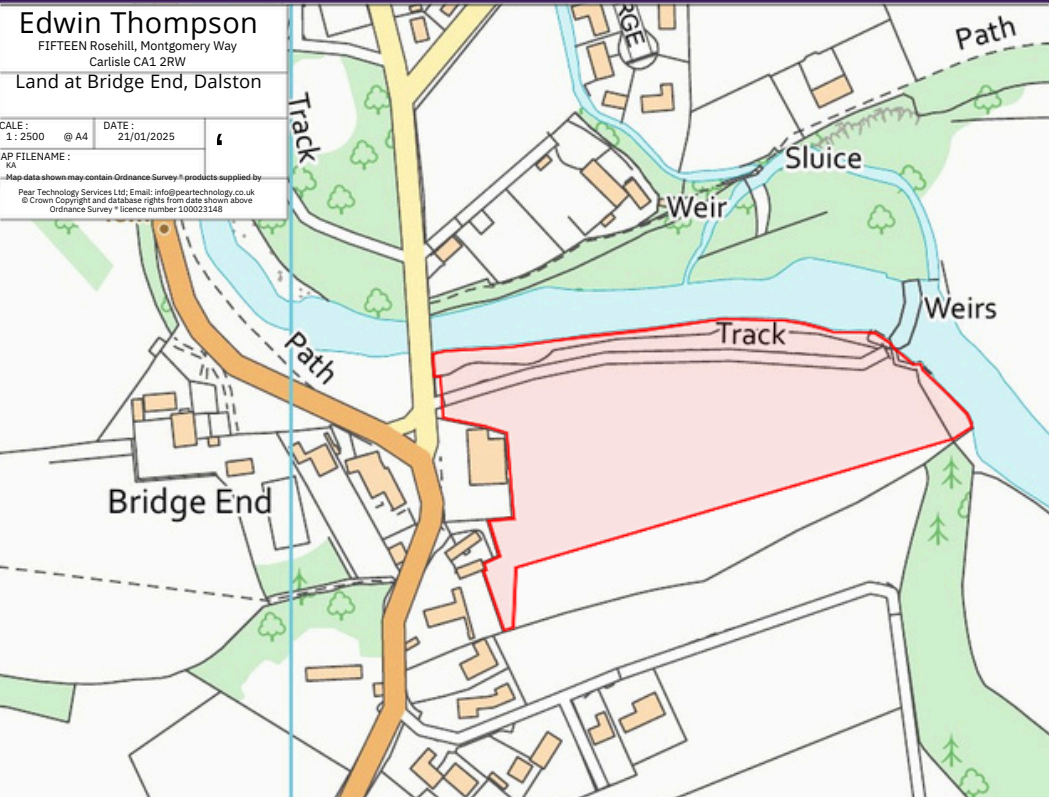 Edwin Thompson
FIFTEEN Rosehill, Montgomery Way
Carlisle CA1 2RW
Land at Bridge End, Dalston
CALE :
1 : 2500 @ A4
DATE :
21/01/2025
AP FILENAME :
KA
Map data shown may contain Ordnance Survey ® products supplied by
Pear Technology Services Ltd; Email: info@peartechnology.co.uk
© Crown Copyright and database rights from date shown above
Ordnance Survey ® licence number 100023148
Track
RGE
Path
Sluice
Weir
Weirs
Track
Path
Bridge End